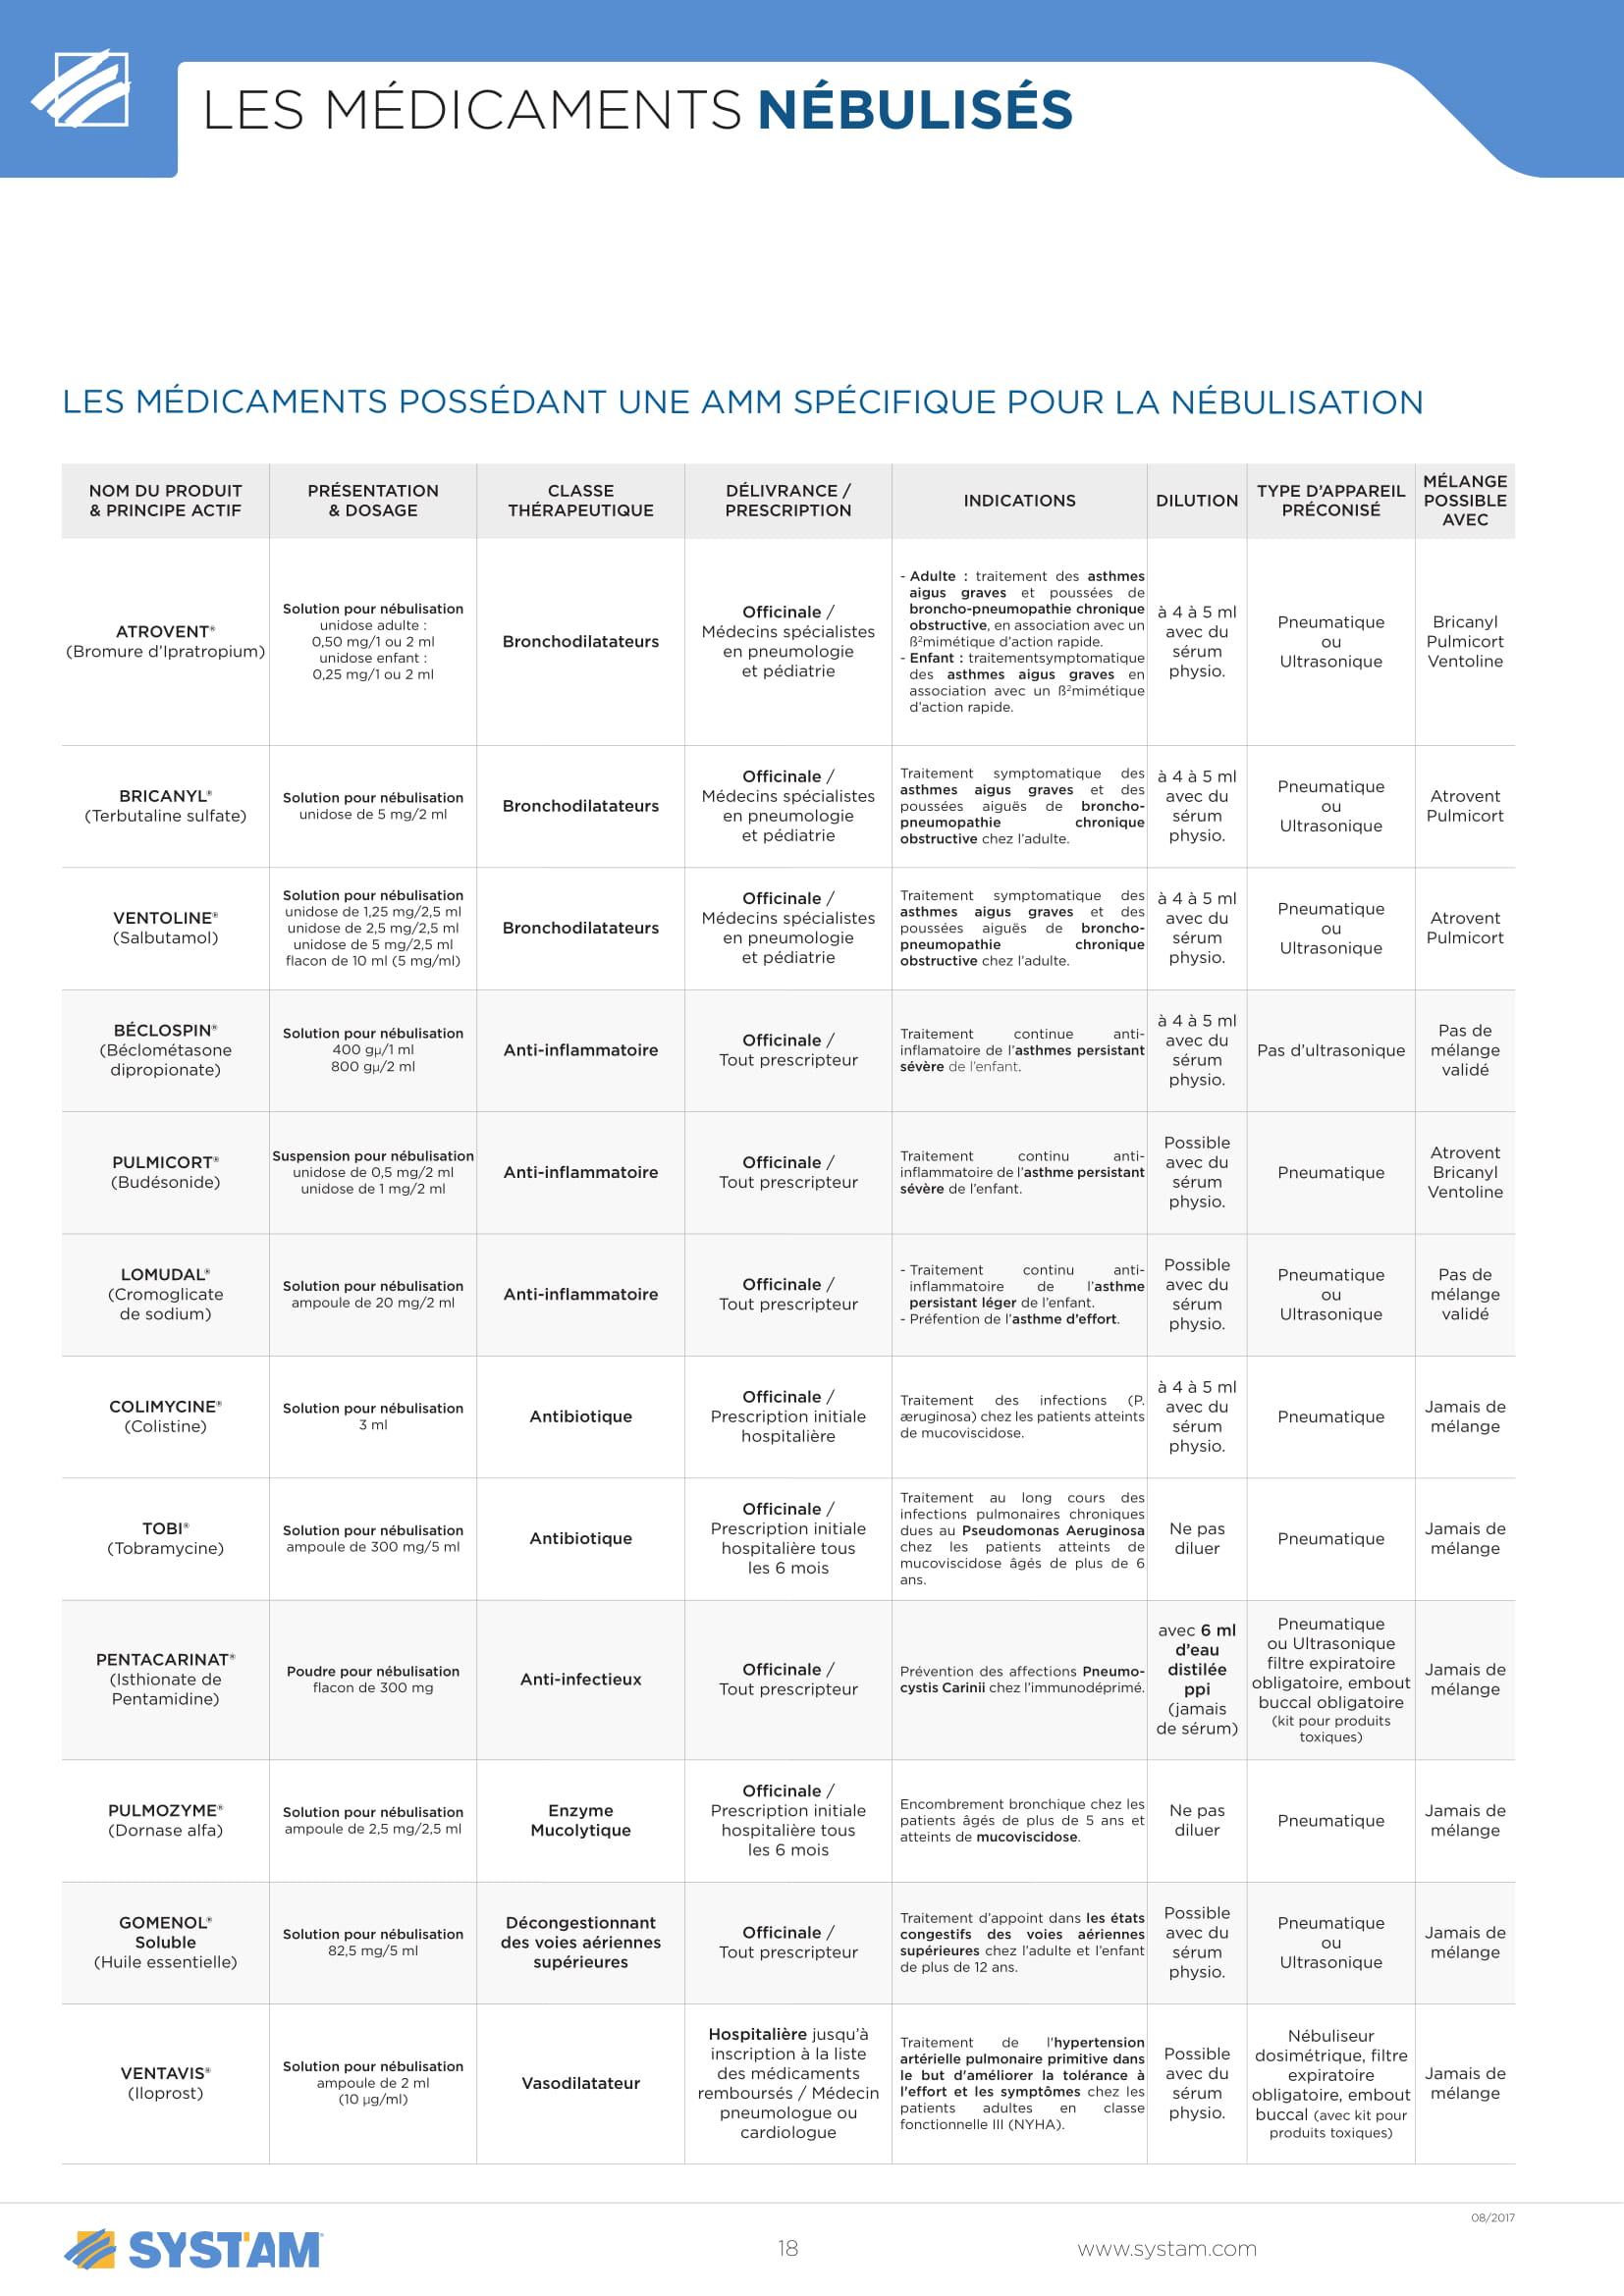 LES MÉDICAMENTS NÉBULISÉS
LES MÉDICAMENTS POSSÉDANT UNE AMM SPÉCIFIQUE POUR LA NÉBULISATION
NOM DU PRODUIT
& PRINCIPE ACTIF
PRÉSENTATION
& DOSAGE
CLASSE
THÉRAPEUTIQUE
DÉLIVRANCE /
PRESCRIPTION
INDICATIONS
DILUTION
TYPE D’APPAREIL
PRÉCONISÉ
MÉLANGE
POSSIBLE
AVEC
ATROVENT®
(Bromure d’Ipratropium)
Solution pour nébulisation
unidose adulte :
0,50 mg/1 ou 2 ml
unidose enfant :
0,25 mg/1 ou 2 ml
Bronchodilatateurs
Officinale /
Médecins spécialistes
en pneumologie
et pédiatrie
- Adulte : traitement des asthmes
aigus graves et poussées de
broncho-pneumopathie chronique
obstructive, en association avec un
ß²mimétique d’action rapide.
- Enfant : traitementsymptomatique
des asthmes aigus graves en
association avec un ß²mimétique
d’action rapide.
à 4 à 5 ml
avec du
sérum
physio.
Pneumatique
ou
Ultrasonique
Bricanyl
Pulmicort
Ventoline
BRICANYL®
(Terbutaline sulfate)
Solution pour nébulisation
unidose de 5 mg/2 ml
Bronchodilatateurs
Officinale /
Médecins spécialistes
en pneumologie
et pédiatrie
Traitement symptomatique des
asthmes aigus graves et des
poussées aiguës de broncho-
pneumopathie chronique
obstructive chez l’adulte.
à 4 à 5 ml
avec du
sérum
physio.
Pneumatique
ou
Ultrasonique
Atrovent
Pulmicort
VENTOLINE®
(Salbutamol)
Solution pour nébulisation
unidose de 1,25 mg/2,5 ml
unidose de 2,5 mg/2,5 ml
unidose de 5 mg/2,5 ml
flacon de 10 ml (5 mg/ml)
Bronchodilatateurs
Officinale /
Médecins spécialistes
en pneumologie
et pédiatrie
Traitement symptomatique des
asthmes aigus graves et des
poussées aiguës de broncho-
pneumopathie chronique
obstructive chez l’adulte.
à 4 à 5 ml
avec du
sérum
physio.
Pneumatique
ou
Ultrasonique
Atrovent
Pulmicort
BÉCLOSPIN®
(Béclométasone
dipropionate)
Solution pour nébulisation
400 gµ/1 ml
800 gµ/2 ml
Anti-inflammatoire
Officinale /
Tout prescripteur
Traitement continue anti-
inflamatoire de l’asthmes persistant
sévère de l’enfant.
à 4 à 5 ml
avec du
sérum
physio.
Pas d’ultrasonique
Pas de
mélange
validé
PULMICORT®
(Budésonide)
Suspension pour nébulisation
unidose de 0,5 mg/2 ml
unidose de 1 mg/2 ml
Anti-inflammatoire
Officinale /
Tout prescripteur
Traitement continu anti-
inflammatoire de l’asthme persistant
sévère de l’enfant.
Possible
avec du
sérum
physio.
Pneumatique
Atrovent
Bricanyl
Ventoline
LOMUDAL®
(Cromoglicate
de sodium)
Solution pour nébulisation
ampoule de 20 mg/2 ml
Anti-inflammatoire
Officinale /
Tout prescripteur
- Traitement continu anti-
inflammatoire de l’asthme
persistant léger de l’enfant.
- Préfention de l’asthme d’effort.
Possible
avec du
sérum
physio.
Pneumatique
ou
Ultrasonique
Pas de
mélange
validé
COLIMYCINE®
(Colistine)
Solution pour nébulisation
3 ml
Antibiotique
Officinale /
Prescription initiale
hospitalière
Traitement des infections (P.
æruginosa) chez les patients atteints
de mucoviscidose.
à 4 à 5 ml
avec du
sérum
physio.
Pneumatique
Jamais de
mélange
TOBI®
(Tobramycine)
Solution pour nébulisation
ampoule de 300 mg/5 ml
Antibiotique
Officinale /
Prescription initiale
hospitalière tous
les 6 mois
Traitement au long cours des
infections pulmonaires chroniques
dues au Pseudomonas Aeruginosa
chez les patients atteints de
mucoviscidose âgés de plus de 6
ans.
Ne pas
diluer
Pneumatique
Jamais de
mélange
PENTACARINAT®
(Isthionate de
Pentamidine)
Poudre pour nébulisation
flacon de 300 mg
Anti-infectieux
Officinale /
Tout prescripteur
Prévention des affections Pneumo-
cystis Carinii chez l’immunodéprimé.
avec 6 ml
d’eau
distilée
ppi
(jamais
de sérum)
Pneumatique
ou Ultrasonique
filtre expiratoire
obligatoire, embout
buccal obligatoire
(kit pour produits
toxiques)
Jamais de
mélange
PULMOZYME®
(Dornase alfa)
Solution pour nébulisation
ampoule de 2,5 mg/2,5 ml
Enzyme
Mucolytique
Officinale /
Prescription initiale
hospitalière tous
les 6 mois
Encombrement bronchique chez les
patients âgés de plus de 5 ans et
atteints de mucoviscidose.
Ne pas
diluer
Pneumatique
Jamais de
mélange
GOMENOL®
Soluble
(Huile essentielle)
Solution pour nébulisation
82,5 mg/5 ml
Décongestionnant
des voies aériennes
supérieures
Officinale /
Tout prescripteur
Traitement d’appoint dans les états
congestifs des voies aériennes
supérieures chez l’adulte et l’enfant
de plus de 12 ans.
Possible
avec du
sérum
physio.
Pneumatique
ou
Ultrasonique
Jamais de
mélange
VENTAVIS®
(Iloprost)
Solution pour nébulisation
ampoule de 2 ml
(10 µg/ml)
Vasodilatateur
Hospitalière jusqu’à
inscription à la liste
des médicaments
remboursés / Médecin
pneumologue ou
cardiologue
Traitement de l’hypertension
artérielle pulmonaire primitive dans
le but d'améliorer la tolérance à
l'effort et les symptômes chez les
patients adultes en classe
fonctionnelle III (NYHA).
Possible
avec du
sérum
physio.
Nébuliseur
dosimétrique, filtre
expiratoire
obligatoire, embout
buccal (avec kit pour
produits toxiques)
Jamais de
mélange
08/2017
SYST'AM®
18
www.systam.com